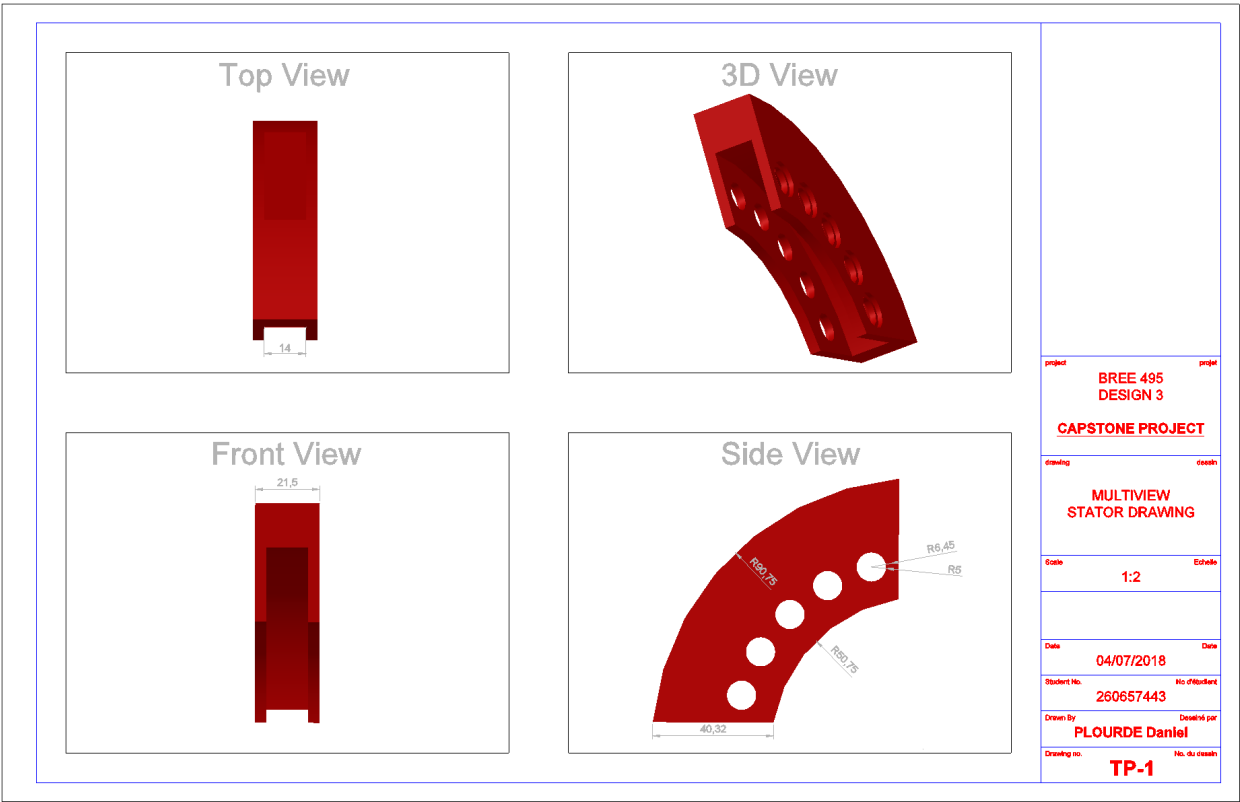 Top View
14
3D View
Front View
21,5
Side View
R90,75
R6,45
R5
R50,75
40,32
project projet
BREE 495
DESIGN 3
CAPSTONE PROJECT
drawing dessin
MULTIVIEW
STATOR DRAWING
Scale Echelle
1:2
Date Date
04/07/2018
Student No. No d'étudient
260657443
Drawn By Dessiné par
PLOURDE Daniel
Drawing no. No. du dessin
TP-1